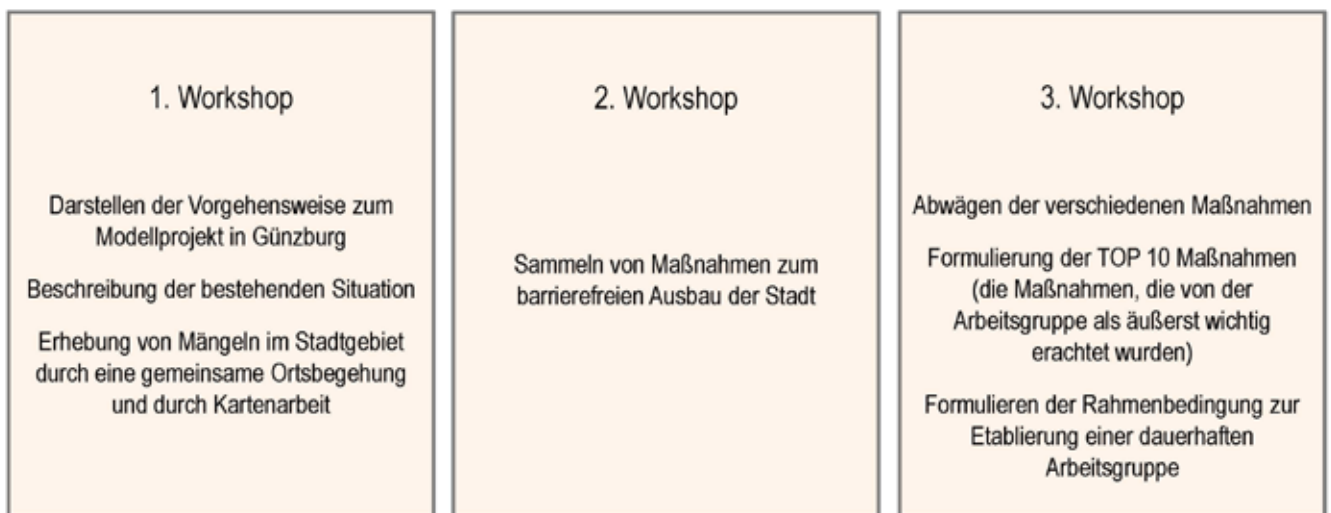 1. Workshop
Darstellen der Vorgehensweise zum
Modellprojekt in Günzburg
Beschreibung der bestehenden Situation
Erhebung von Mängeln im Stadtgebiet
durch eine gemeinsame Ortsbegehung
und durch Kartenarbeit
2. Workshop
Sammeln von Maßnahmen zum
barrierefreien Ausbau der Stadt
3. Workshop
Abwägen der verschiedenen Maßnahmen
Formulierung der TOP 10 Maßnahmen
(die Maßnahmen, die von der
Arbeitsgruppe als äußerst wichtig
erachtet wurden)
Formulieren der Rahmenbedingung zur
Etablierung einer dauerhaften
Arbeitsgruppe